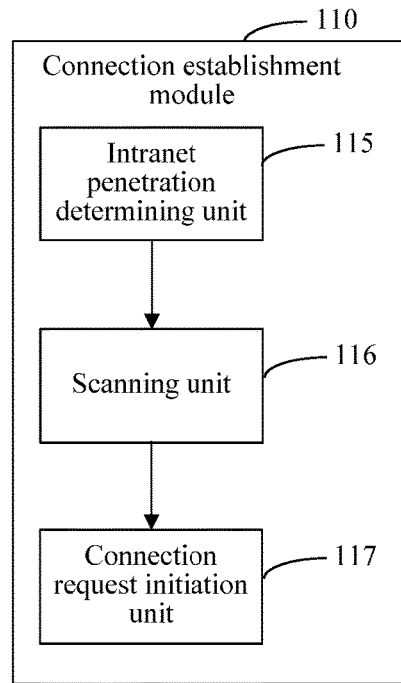 110
Connection establishment
module
Intranet
penetration
determining unit
115
Scanning unit
116
Connection
request initiation
unit
117